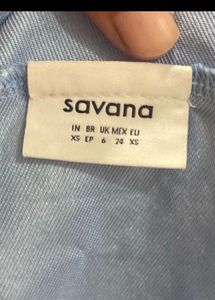 savana
IN BR UK MEX EU
XS EP 6 24 XS